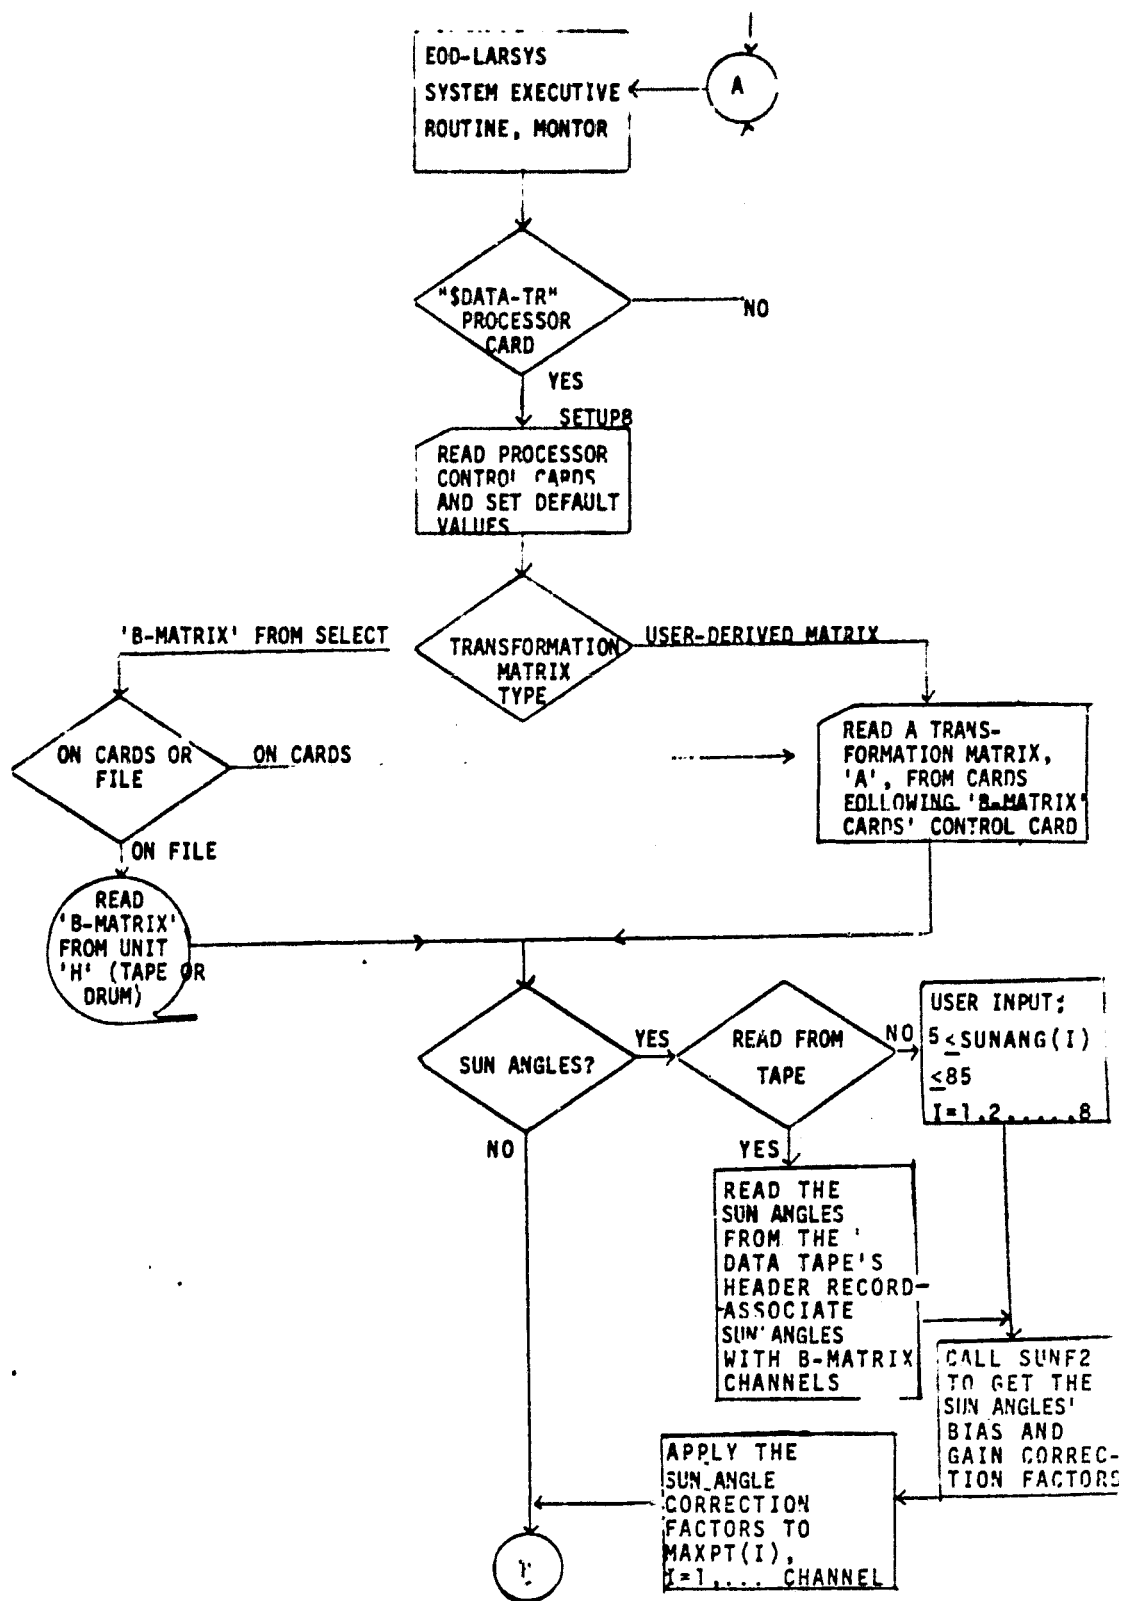 EOD-LARSYS
SYSTEM EXECUTIVE
ROUTINE, MONTOR
A
"$DATA-TR"
PROCESSOR
CARD
NO
YES
SETUP8
READ PROCESSOR
CONTROL CARDS
AND SET DEFAULT
VALUES
'B-MATRIX' FROM SELECT
TRANSFORMATION
MATRIX
TYPE
USER-DERIVED MATRIX
ON CARDS OR
FILE
ON CARDS
READ A TRANS-
FORMATION MATRIX,
'A', FROM CARDS
FOLLOWING 'B-MATRIX'
CARDS' CONTROL CARD
ON FILE
READ
'B-MATRIX'
FROM UNIT
'H' (TAPE OR
DRUM)
SUN ANGLES?
YES
READ FROM
TAPE
NO
USER INPUT;
5≤SUNANG(I)
≤85
I=1,2.....8
NO
YES
READ THE
SUN ANGLES
FROM THE
DATA TAPE'S
HEADER RECORD-
ASSOCIATE
SUN ANGLES
WITH B-MATRIX
CHANNELS
CALL SUNF2
TO GET THE
SUN ANGLES'
BIAS AND
GAIN CORREC-
TION FACTORS
APPLY THE
SUN ANGLE
CORRECTION
FACTORS TO
MAXPT(I),
I=1,... CHANNEL